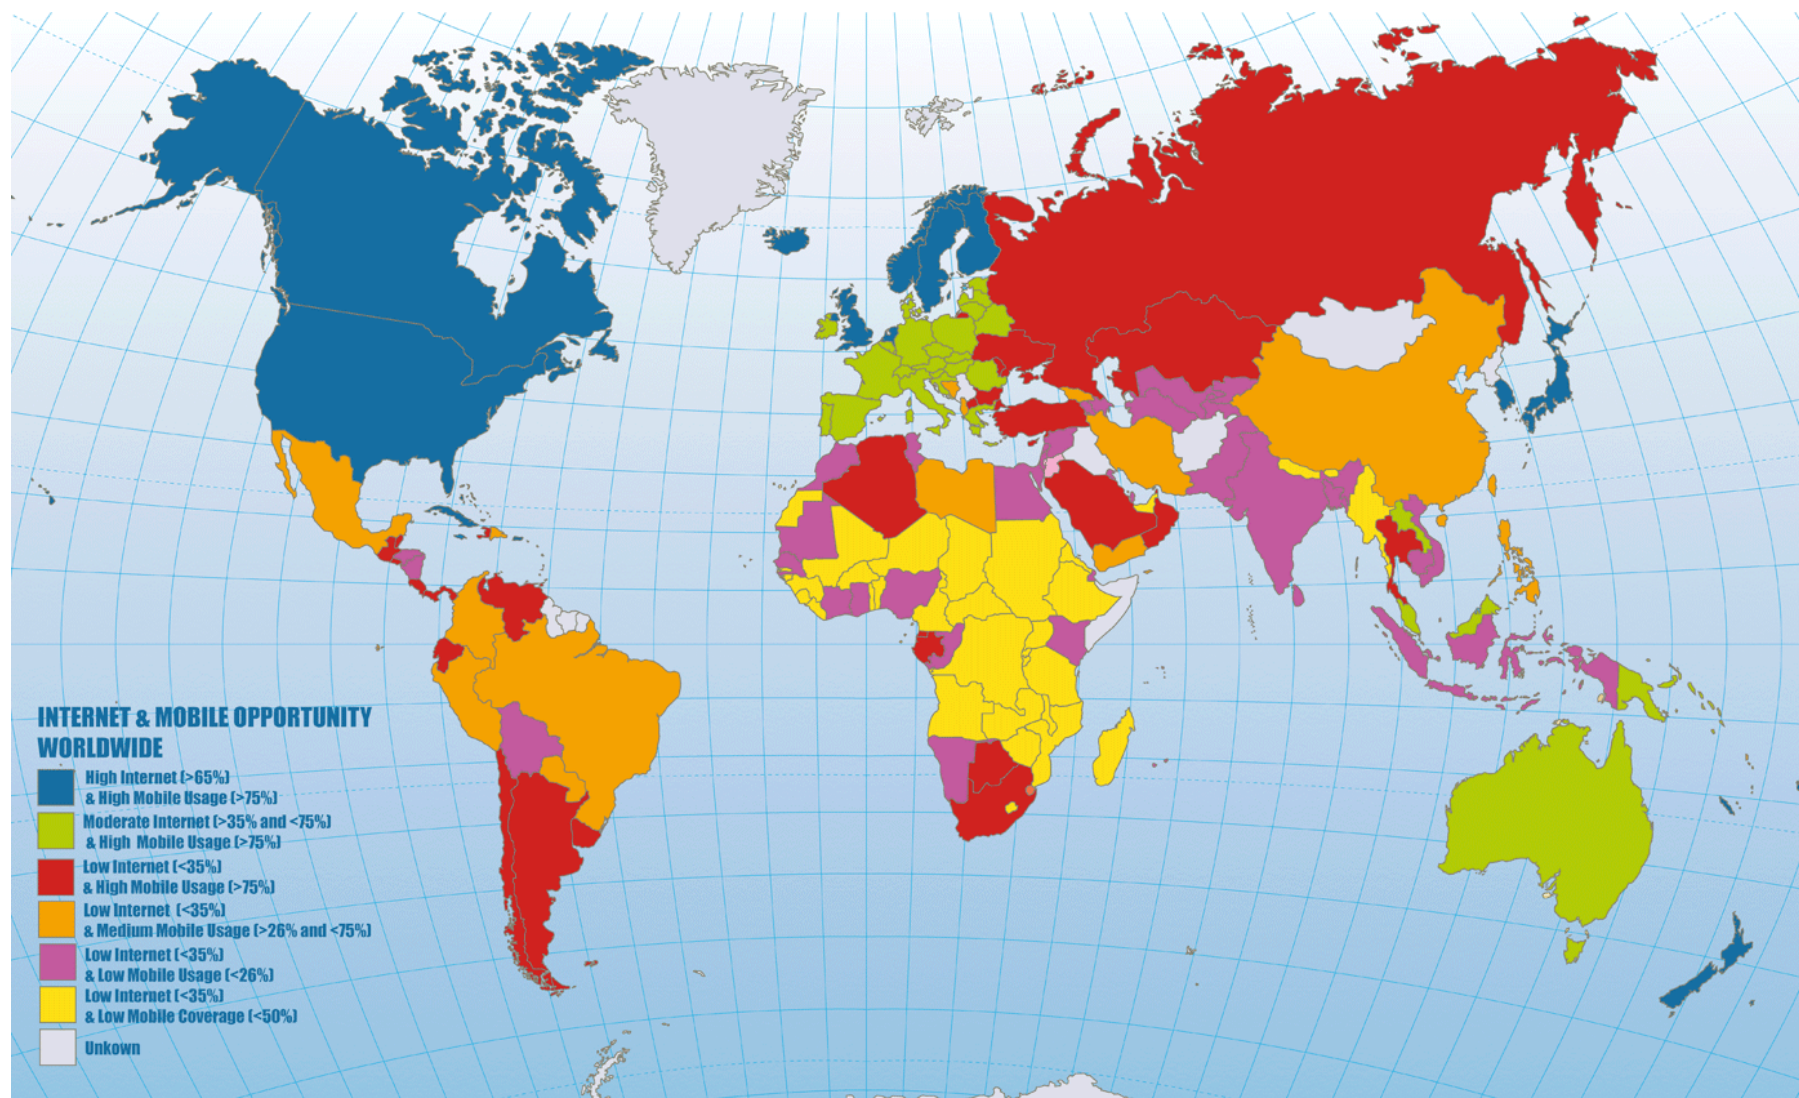 INTERNET & MOBILE OPPORTUNITY
WORLDWIDE
High Internet (>65%)
& High Mobile Usage (>75%)
Moderate Internet (>35% and <75%)
& High Mobile Usage (>75%)
Low Internet (<35%)
& High Mobile Usage (>75%)
Low Internet (<35%)
& Medium Mobile Usage (>26% and <75%)
Low Internet (<35%)
& Low Mobile Usage (<26%)
Low Internet (<35%)
& Low Mobile Coverage (<50%)
Unkown